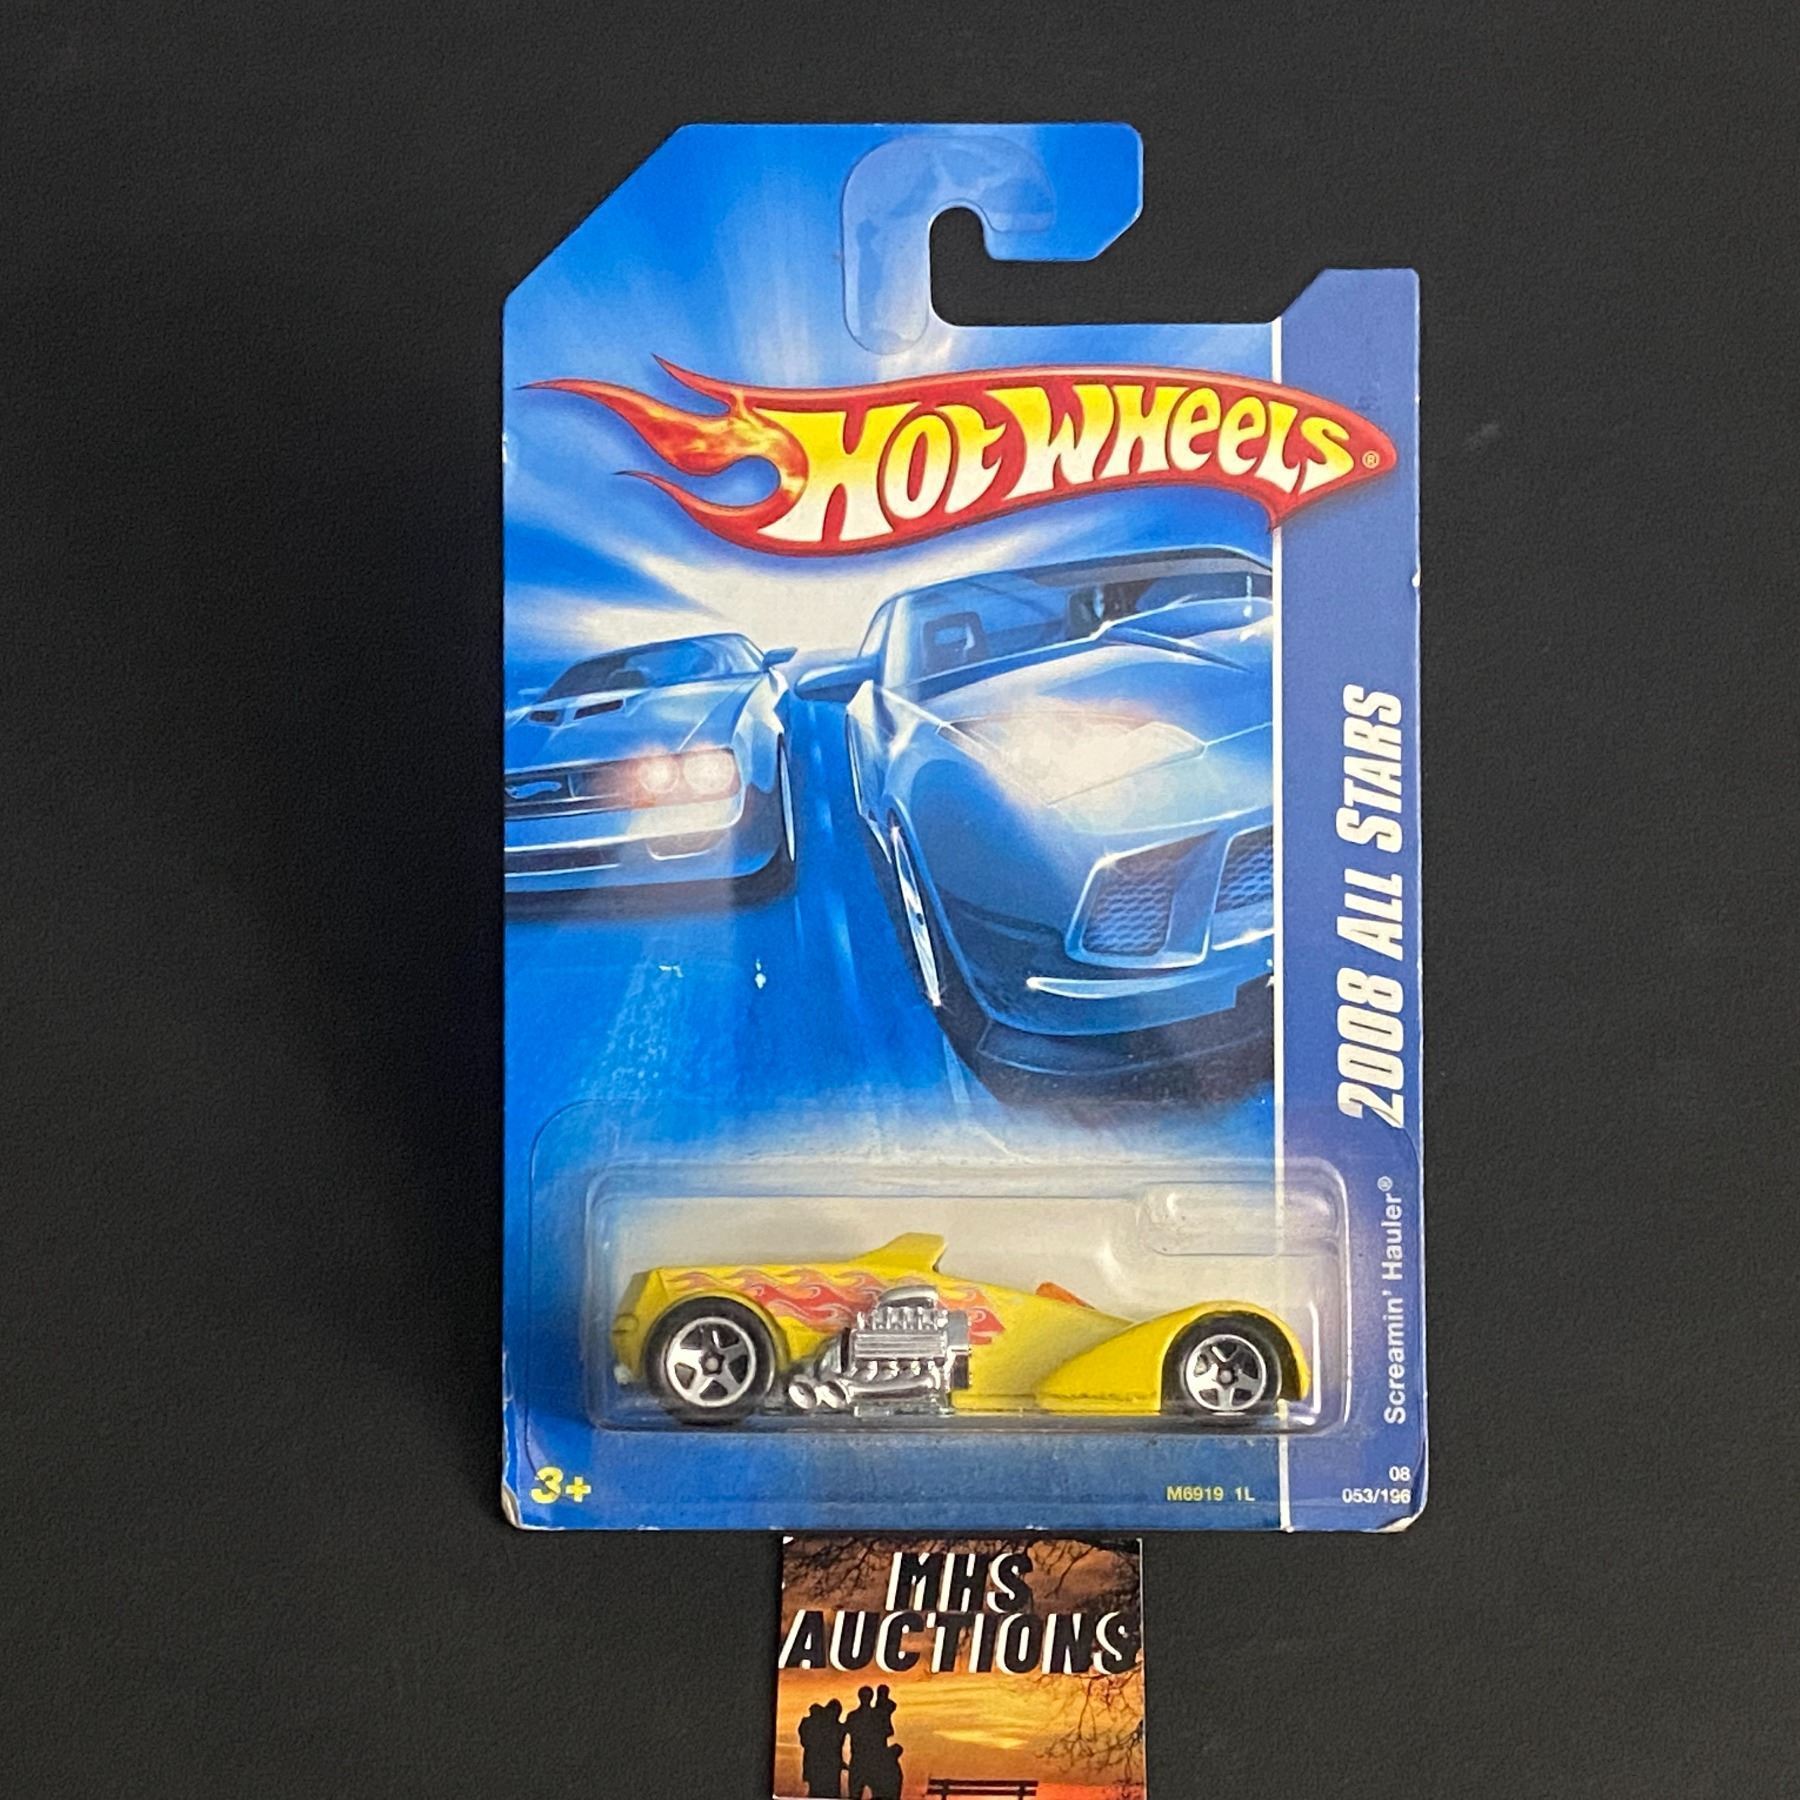 HOT WHEELS®
2008 ALL STARS
Screamin' Hauler®
3+
M6919 1L
08
053/196
MHS
AUCTIONS